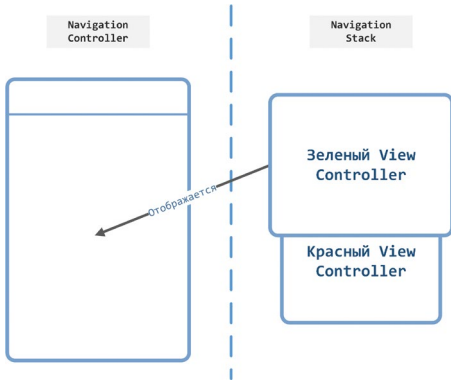 Navigation
Controller
Navigation
Stack
Зеленый View
Controller
Отображается
Красный View
Controller